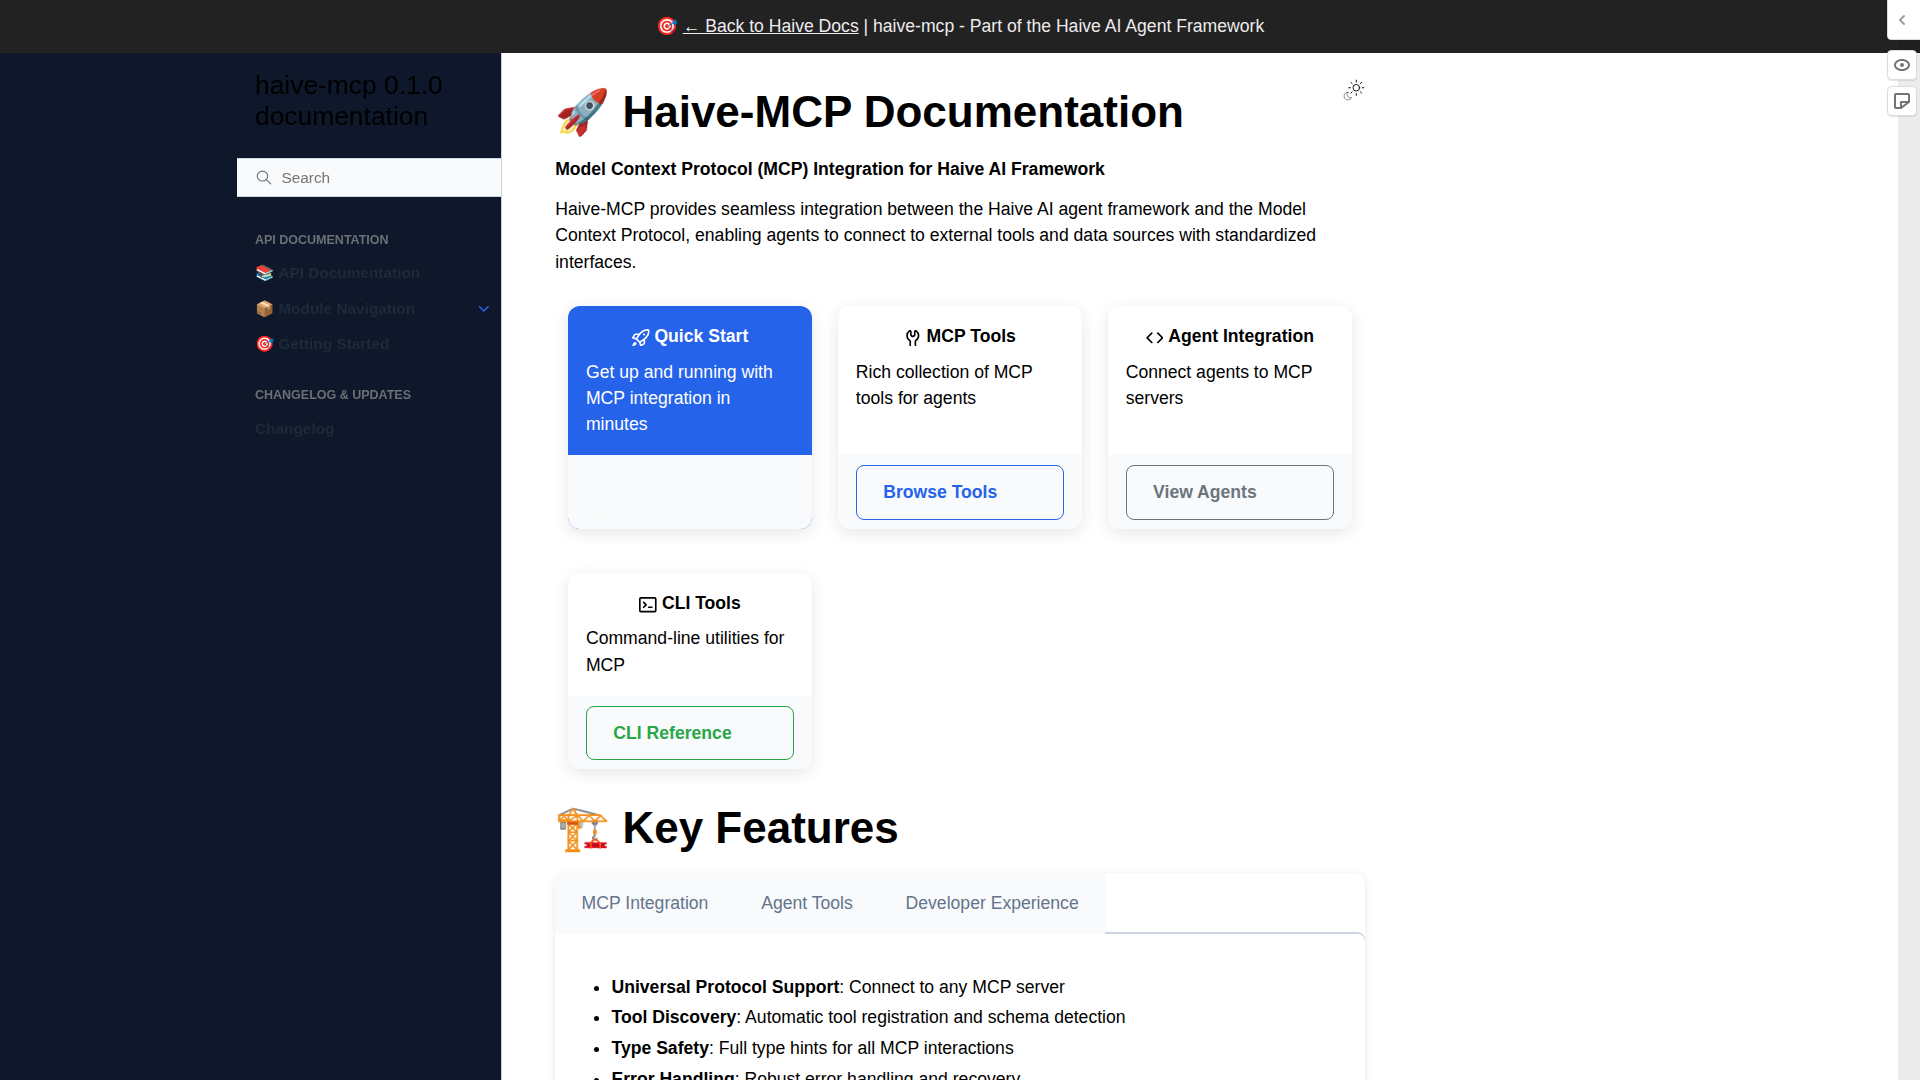 🎯 ← Back to Haive Docs | haive-mcp - Part of the Haive AI Agent Framework
haive-mcp 0.1.0
documentation
Search
API DOCUMENTATION
📚 API Documentation
📦 Module Navigation
🎯 Getting Started
CHANGELOG & UPDATES
Changelog
🚀 Haive-MCP Documentation
Model Context Protocol (MCP) Integration for Haive AI Framework
Haive-MCP provides seamless integration between the Haive AI agent framework and the Model
Context Protocol, enabling agents to connect to external tools and data sources with standardized
interfaces.
Quick Start
Get up and running with
MCP integration in
minutes
MCP Tools
Rich collection of MCP
tools for agents
Browse Tools
Agent Integration
Connect agents to MCP
servers
View Agents
CLI Tools
Command-line utilities for
MCP
CLI Reference
🏗️ Key Features
MCP Integration
Agent Tools
Developer Experience
• Universal Protocol Support: Connect to any MCP server
• Tool Discovery: Automatic tool registration and schema detection
• Type Safety: Full type hints for all MCP interactions
• Error Handling: Robust error handling and recovery